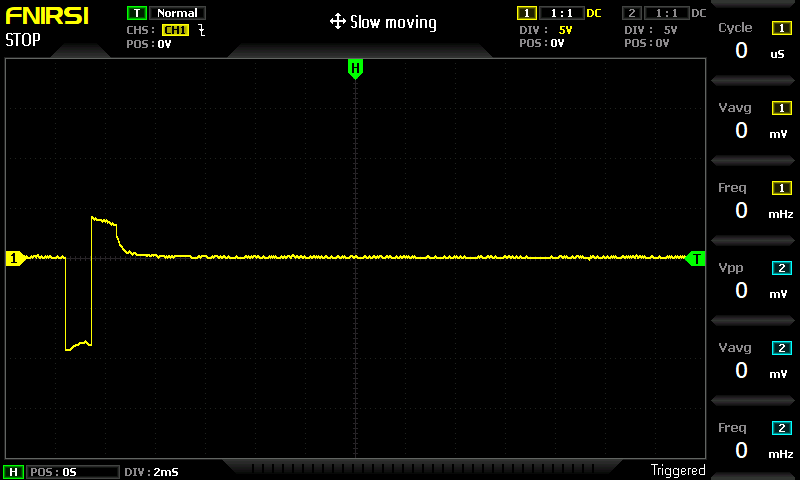 FNIRSI
STOP
T Normal
CHS: CH1
POS: 0V
Slow moving
1 1:1 DC
DIV: 5V
POS: 0V
2 1:1 DC
DIV: 5V
POS: 0V
H
1
T
Cycle 1
0 uS
Vavg 1
0 mV
Freq 1
0 mHz
Vpp 2
0 mV
Vavg 2
0 mV
Freq 2
0 mHz
H POS: 0S DIV: 2mS
Triggered